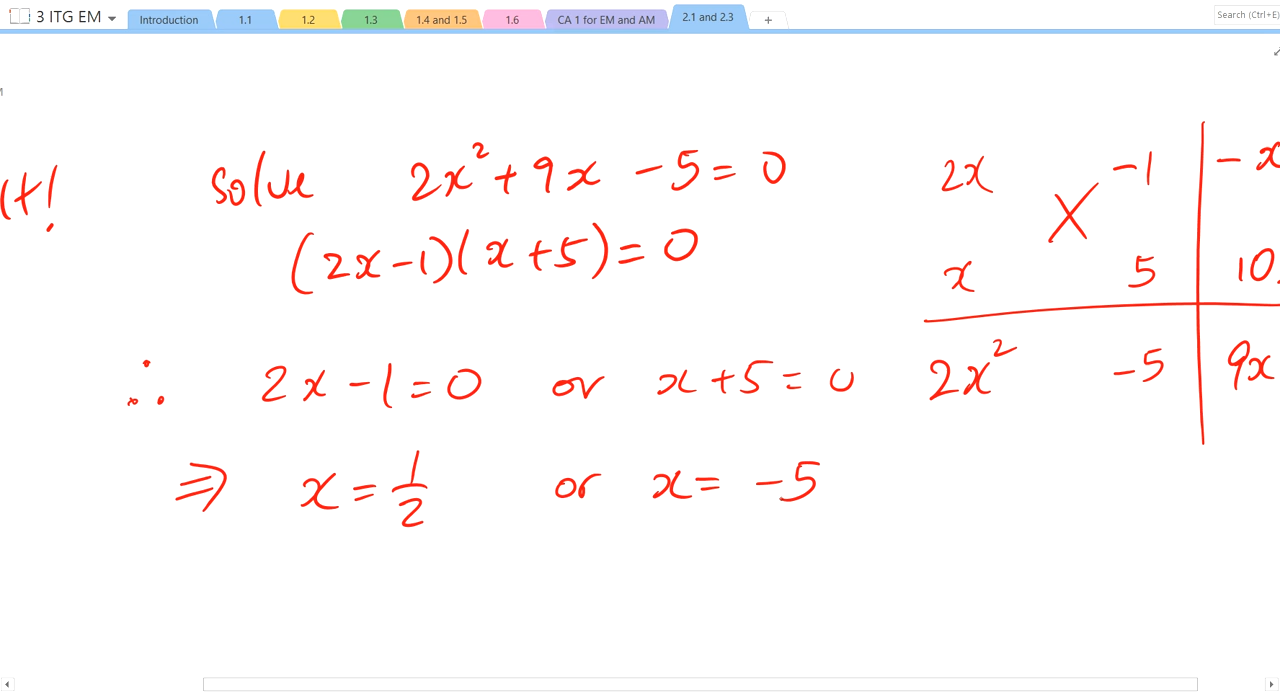 3 ITG EM
Introduction 1.1 1.2 1.3 1.4 and 1.5 1.6 CA 1 for EM and AM 2.1 and 2.3 +
Search (Ctrl+E)
Solve 2x² + 9x - 5 = 0
(2x - 1)(x + 5) = 0
∴ 2x - 1 = 0 or x + 5 = 0
⇒ x = 1/2 or x = -5
2x -1 - x
x 5 10
2x² -5 9x